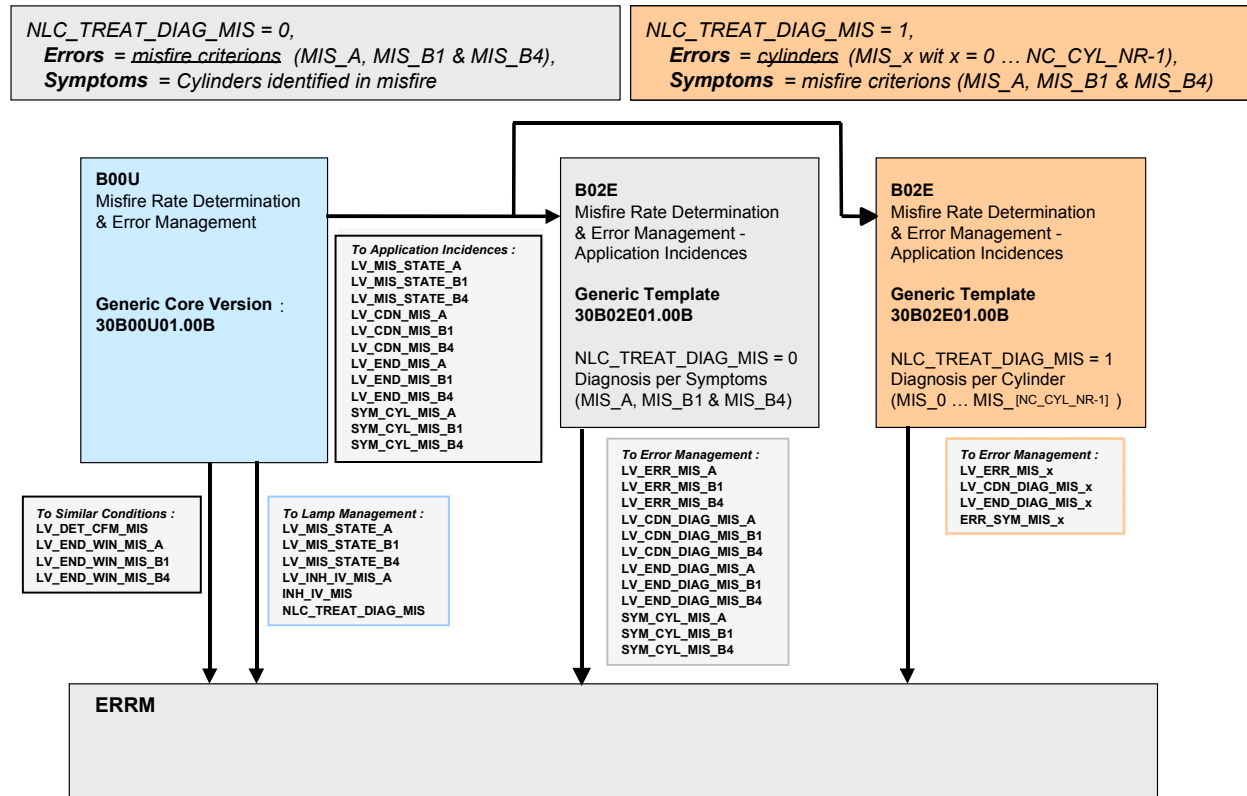 NLC_TREAT_DIAG_MIS = 0,
Errors = misfire criterions (MIS_A, MIS_B1 & MIS_B4),
Symptoms = Cylinders identified in misfire
NLC_TREAT_DIAG_MIS = 1,
Errors = cylinders (MIS_x wit x = 0 … NC_CYL_NR-1),
Symptoms = misfire criterions (MIS_A, MIS_B1 & MIS_B4)
B00U
Misfire Rate Determination
& Error Management
Generic Core Version :
30B00U01.00B
To Application Incidences :
LV_MIS_STATE_A
LV_MIS_STATE_B1
LV_MIS_STATE_B4
LV_CDN_MIS_A
LV_CDN_MIS_B1
LV_CDN_MIS_B4
LV_END_MIS_A
LV_END_MIS_B1
LV_END_MIS_B4
SYM_CYL_MIS_A
SYM_CYL_MIS_B1
SYM_CYL_MIS_B4
B02E
Misfire Rate Determination
& Error Management -
Application Incidences
Generic Template
30B02E01.00B
NLC_TREAT_DIAG_MIS = 0
Diagnosis per Symptoms
(MIS_A, MIS_B1 & MIS_B4)
B02E
Misfire Rate Determination
& Error Management -
Application Incidences
Generic Template
30B02E01.00B
NLC_TREAT_DIAG_MIS = 1
Diagnosis per Cylinder
(MIS_0 … MIS_[NC_CYL_NR-1] )
To Similar Conditions :
LV_DET_CFM_MIS
LV_END_WIN_MIS_A
LV_END_WIN_MIS_B1
LV_END_WIN_MIS_B4
To Lamp Management :
LV_MIS_STATE_A
LV_MIS_STATE_B1
LV_MIS_STATE_B4
LV_INH_IV_MIS_A
INH_IV_MIS
NLC_TREAT_DIAG_MIS
To Error Management :
LV_ERR_MIS_A
LV_ERR_MIS_B1
LV_ERR_MIS_B4
LV_CDN_DIAG_MIS_A
LV_CDN_DIAG_MIS_B1
LV_CDN_DIAG_MIS_B4
LV_END_DIAG_MIS_A
LV_END_DIAG_MIS_B1
LV_END_DIAG_MIS_B4
SYM_CYL_MIS_A
SYM_CYL_MIS_B1
SYM_CYL_MIS_B4
To Error Management :
LV_ERR_MIS_x
LV_CDN_DIAG_MIS_x
LV_END_DIAG_MIS_x
ERR_SYM_MIS_x
ERRM